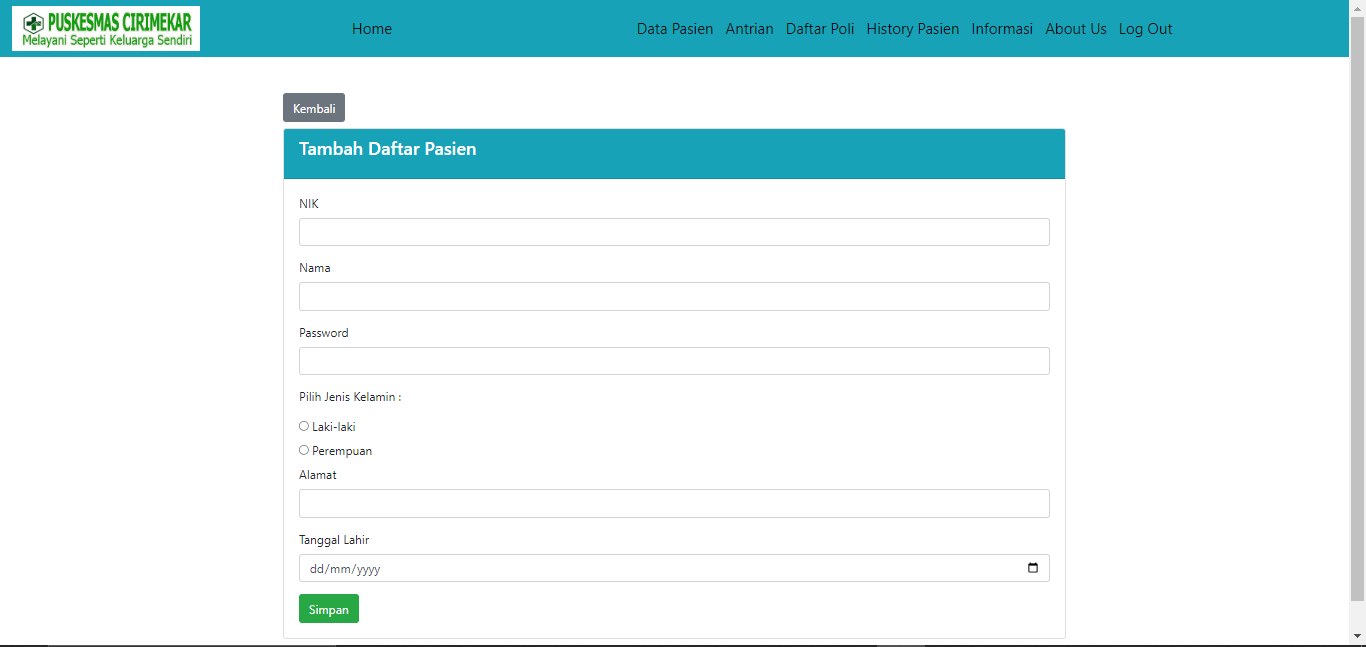 PUSKESMAS CIRIMEKAR
Melayani Seperti Keluarga Sendiri
Home
Data Pasien Antrian Daftar Poli History Pasien Informasi About Us Log Out
Kembali
Tambah Daftar Pasien
NIK
Nama
Password
Pilih Jenis Kelamin :
Laki-laki
Perempuan
Alamat
Tanggal Lahir
dd/mm/yyyy
Simpan